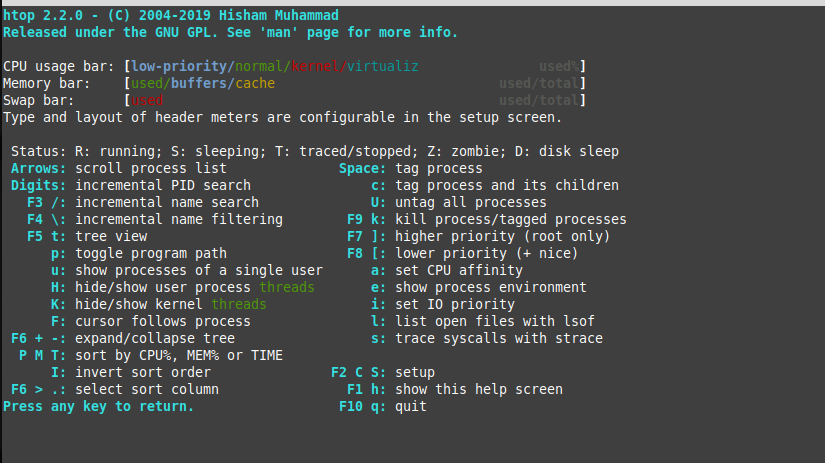 htop 2.2.0 - (C) 2004-2019 Hisham Muhammad
Released under the GNU GPL. See 'man' page for more info.
CPU usage bar: [low-priority/normal/kernel/virtualiz               used%]
Memory bar:    [used/buffers/cache                            used/total]
Swap bar:      [used                                          used/total]
Type and layout of header meters are configurable in the setup screen.
 Status: R: running; S: sleeping; T: traced/stopped; Z: zombie; D: disk sleep
 Arrows: scroll process list              Space: tag process
 Digits: incremental PID search               c: tag process and its children
   F3 /: incremental name search              U: untag all processes
   F4 \: incremental name filtering        F9 k: kill process/tagged processes
   F5 t: tree view                         F7 ]: higher priority (root only)
      p: toggle program path               F8 [: lower priority (+ nice)
      u: show processes of a single user      a: set CPU affinity
      H: hide/show user process threads       e: show process environment
      K: hide/show kernel threads             i: set IO priority
      F: cursor follows process               l: list open files with lsof
 F6 + -: expand/collapse tree                 s: trace syscalls with strace
  P M T: sort by CPU%, MEM% or TIME
      I: invert sort order               F2 C S: setup
 F6 > .: select sort column                F1 h: show this help screen
Press any key to return.                  F10 q: quit